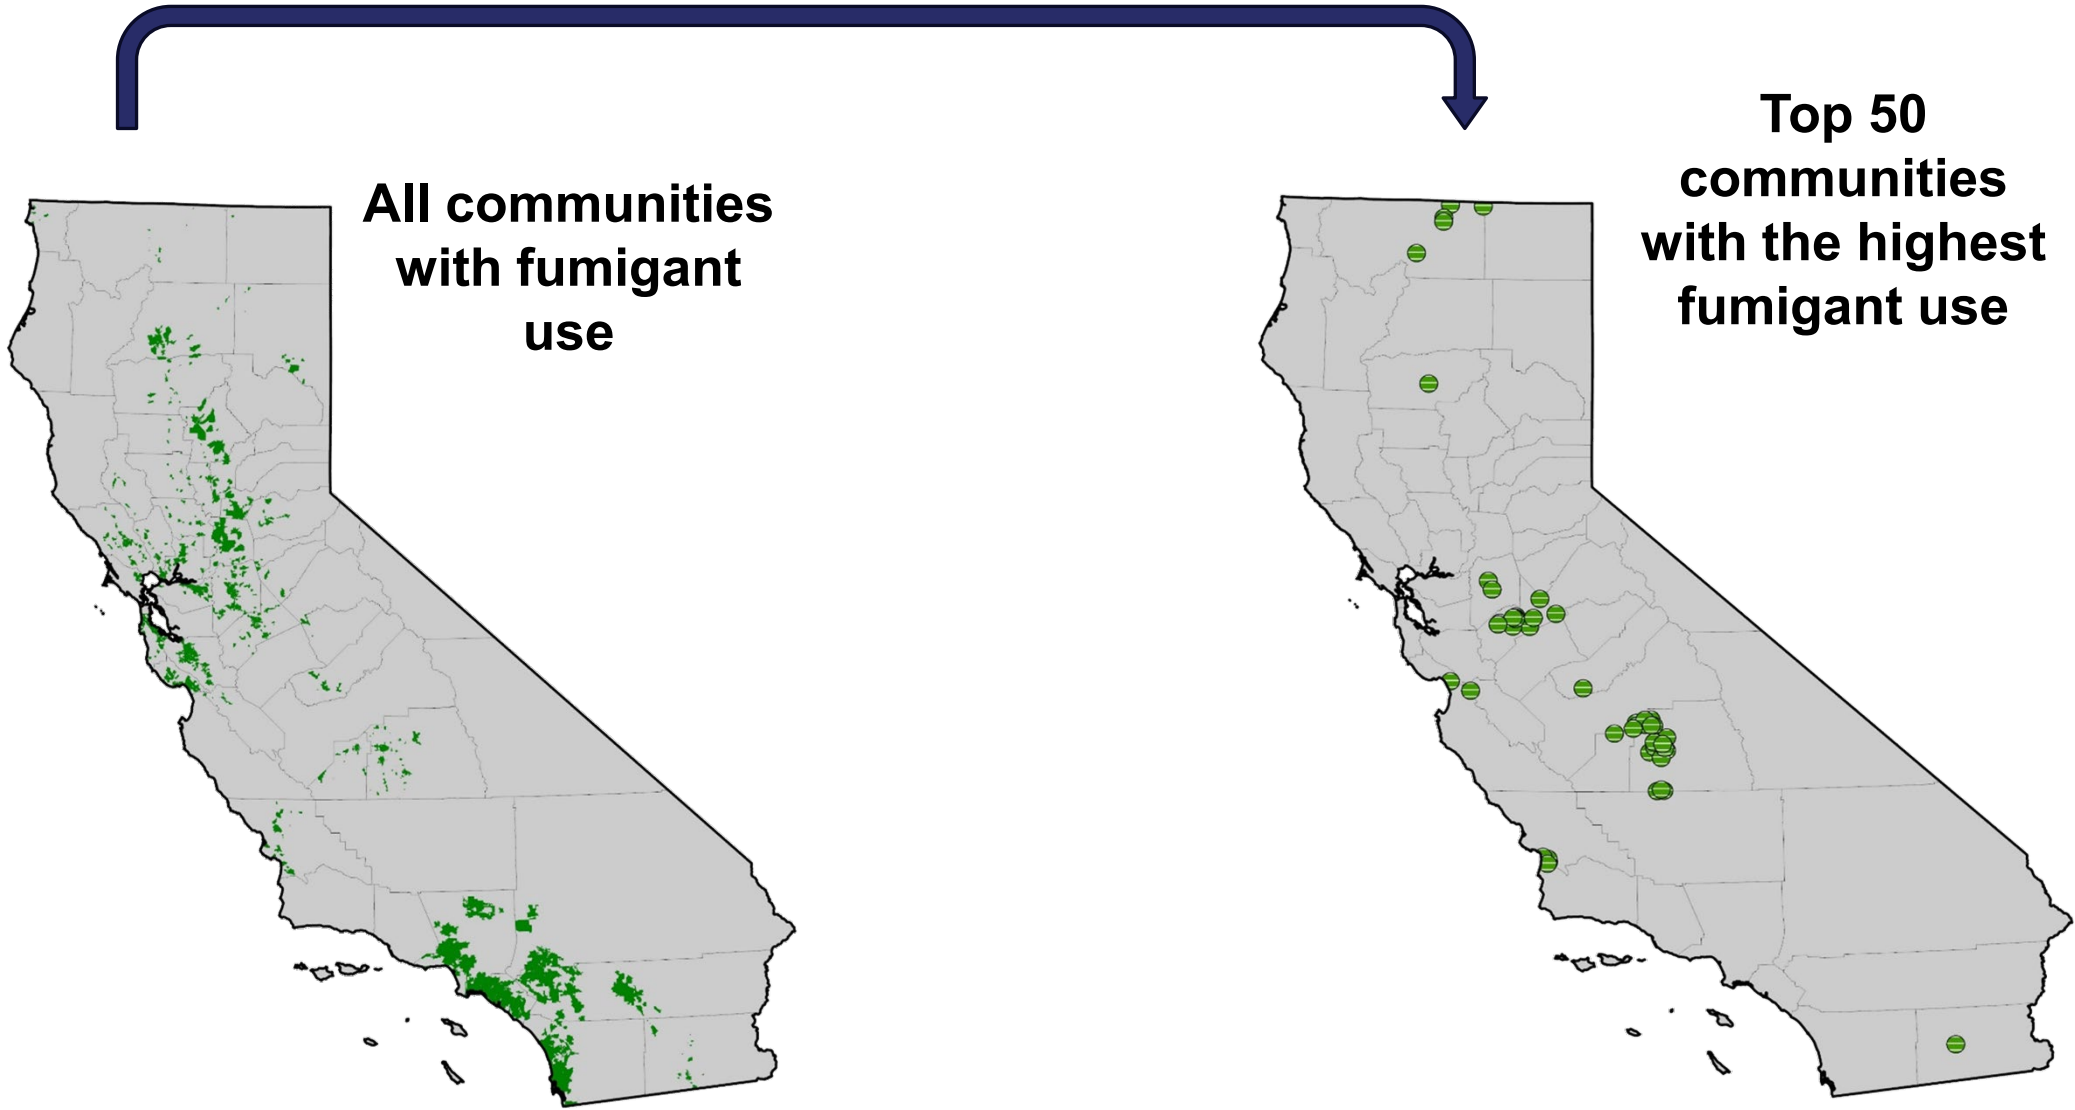 All communities
with fumigant
use
Top 50
communities
with the highest
fumigant use